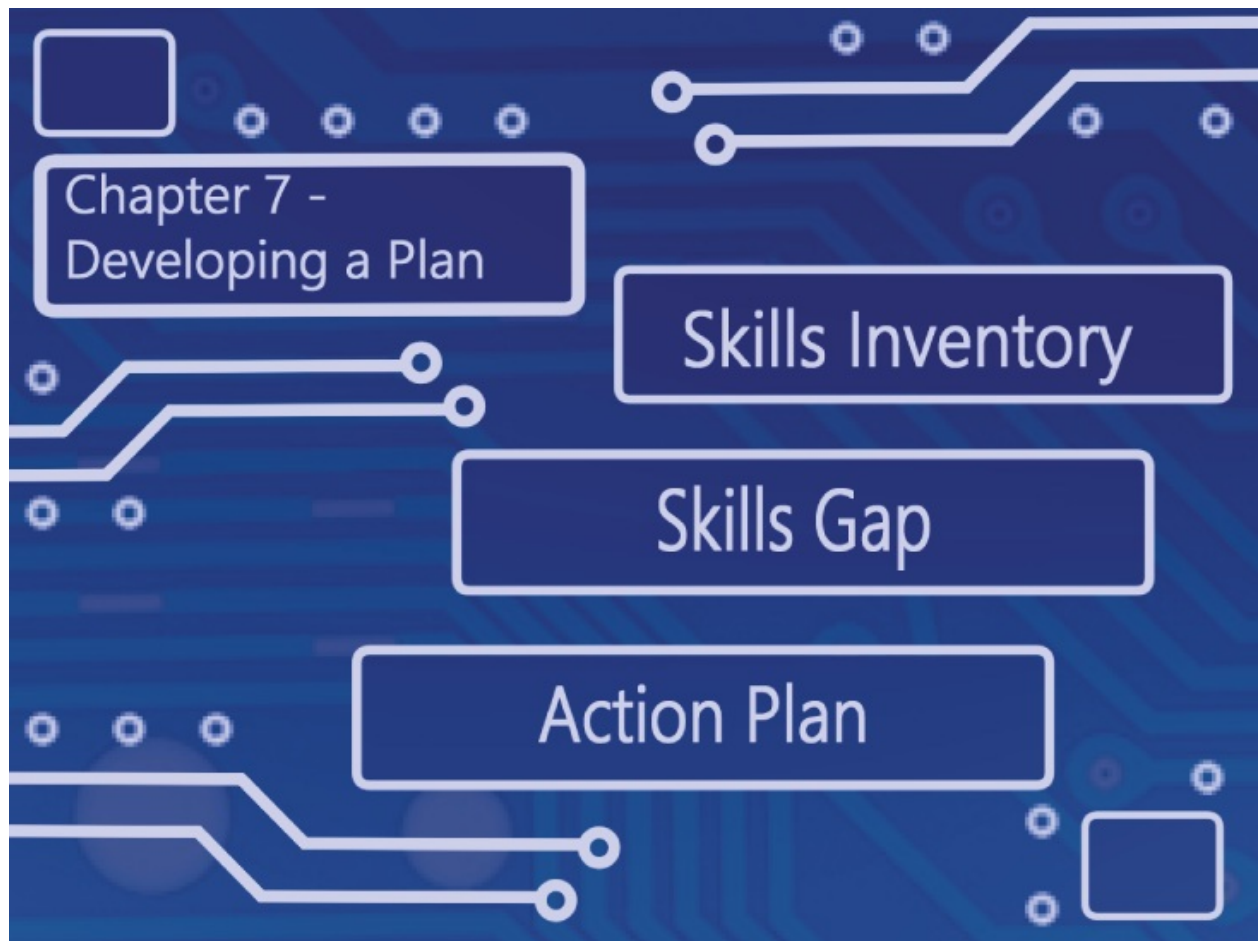 Chapter 7 -
Developing a Plan
Skills Inventory
Skills Gap
Action Plan